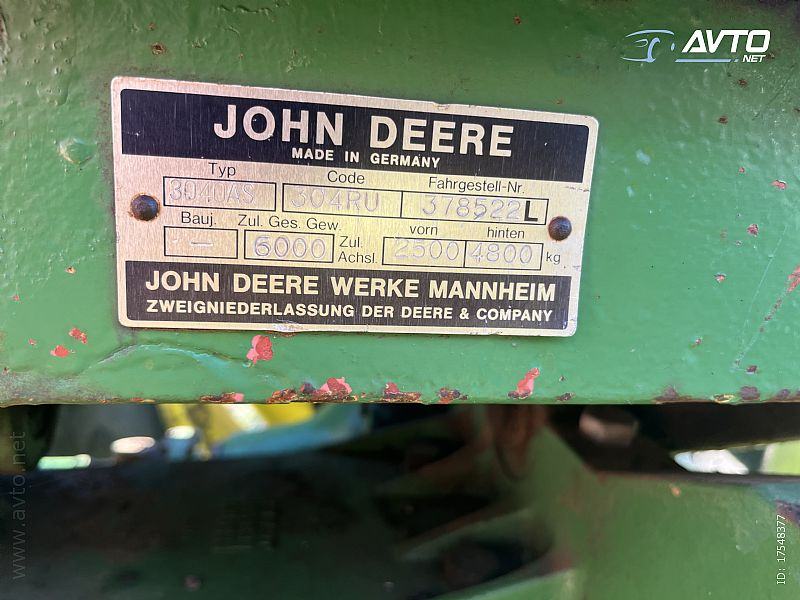 AVTO
.NET
JOHN DEERE
MADE IN GERMANY
Typ Code Fahrgestell-Nr.
3040AS 304RU 378522L
Bauj. Zul. Ges. Gew. vorn hinten
— 6000 Zul. Achsl. 2500 4800 kg
JOHN DEERE WERKE MANNHEIM
ZWEIGNIEDERLASSUNG DER DEERE & COMPANY
www.avto.net
ID: 17548377